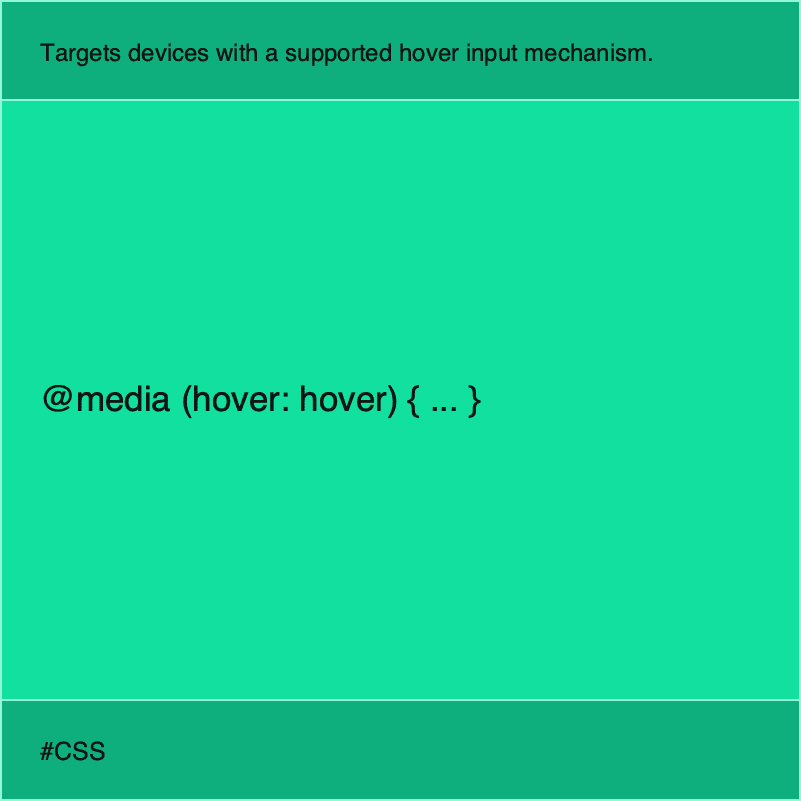 Targets devices with a supported hover input mechanism.
@media (hover: hover) { ... }
#CSS